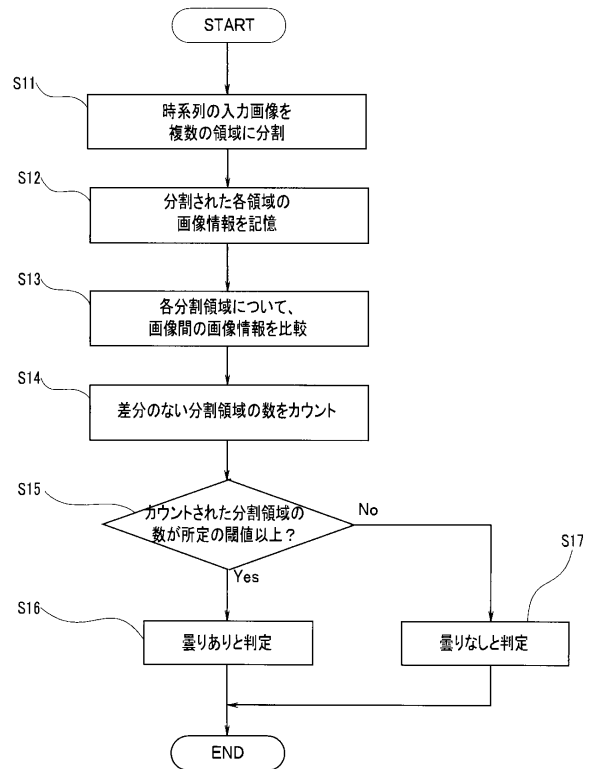 START
S11
時系列の入力画像を
複数の領域に分割
S12
分割された各領域の
画像情報を記憶
S13
各分割領域について、
画像間の画像情報を比較
S14
差分のない分割領域の数をカウント
S15
カウントされた分割領域の
数が所定の閾値以上?
No
Yes
S16
曇りありと判定
S17
曇りなしと判定
END